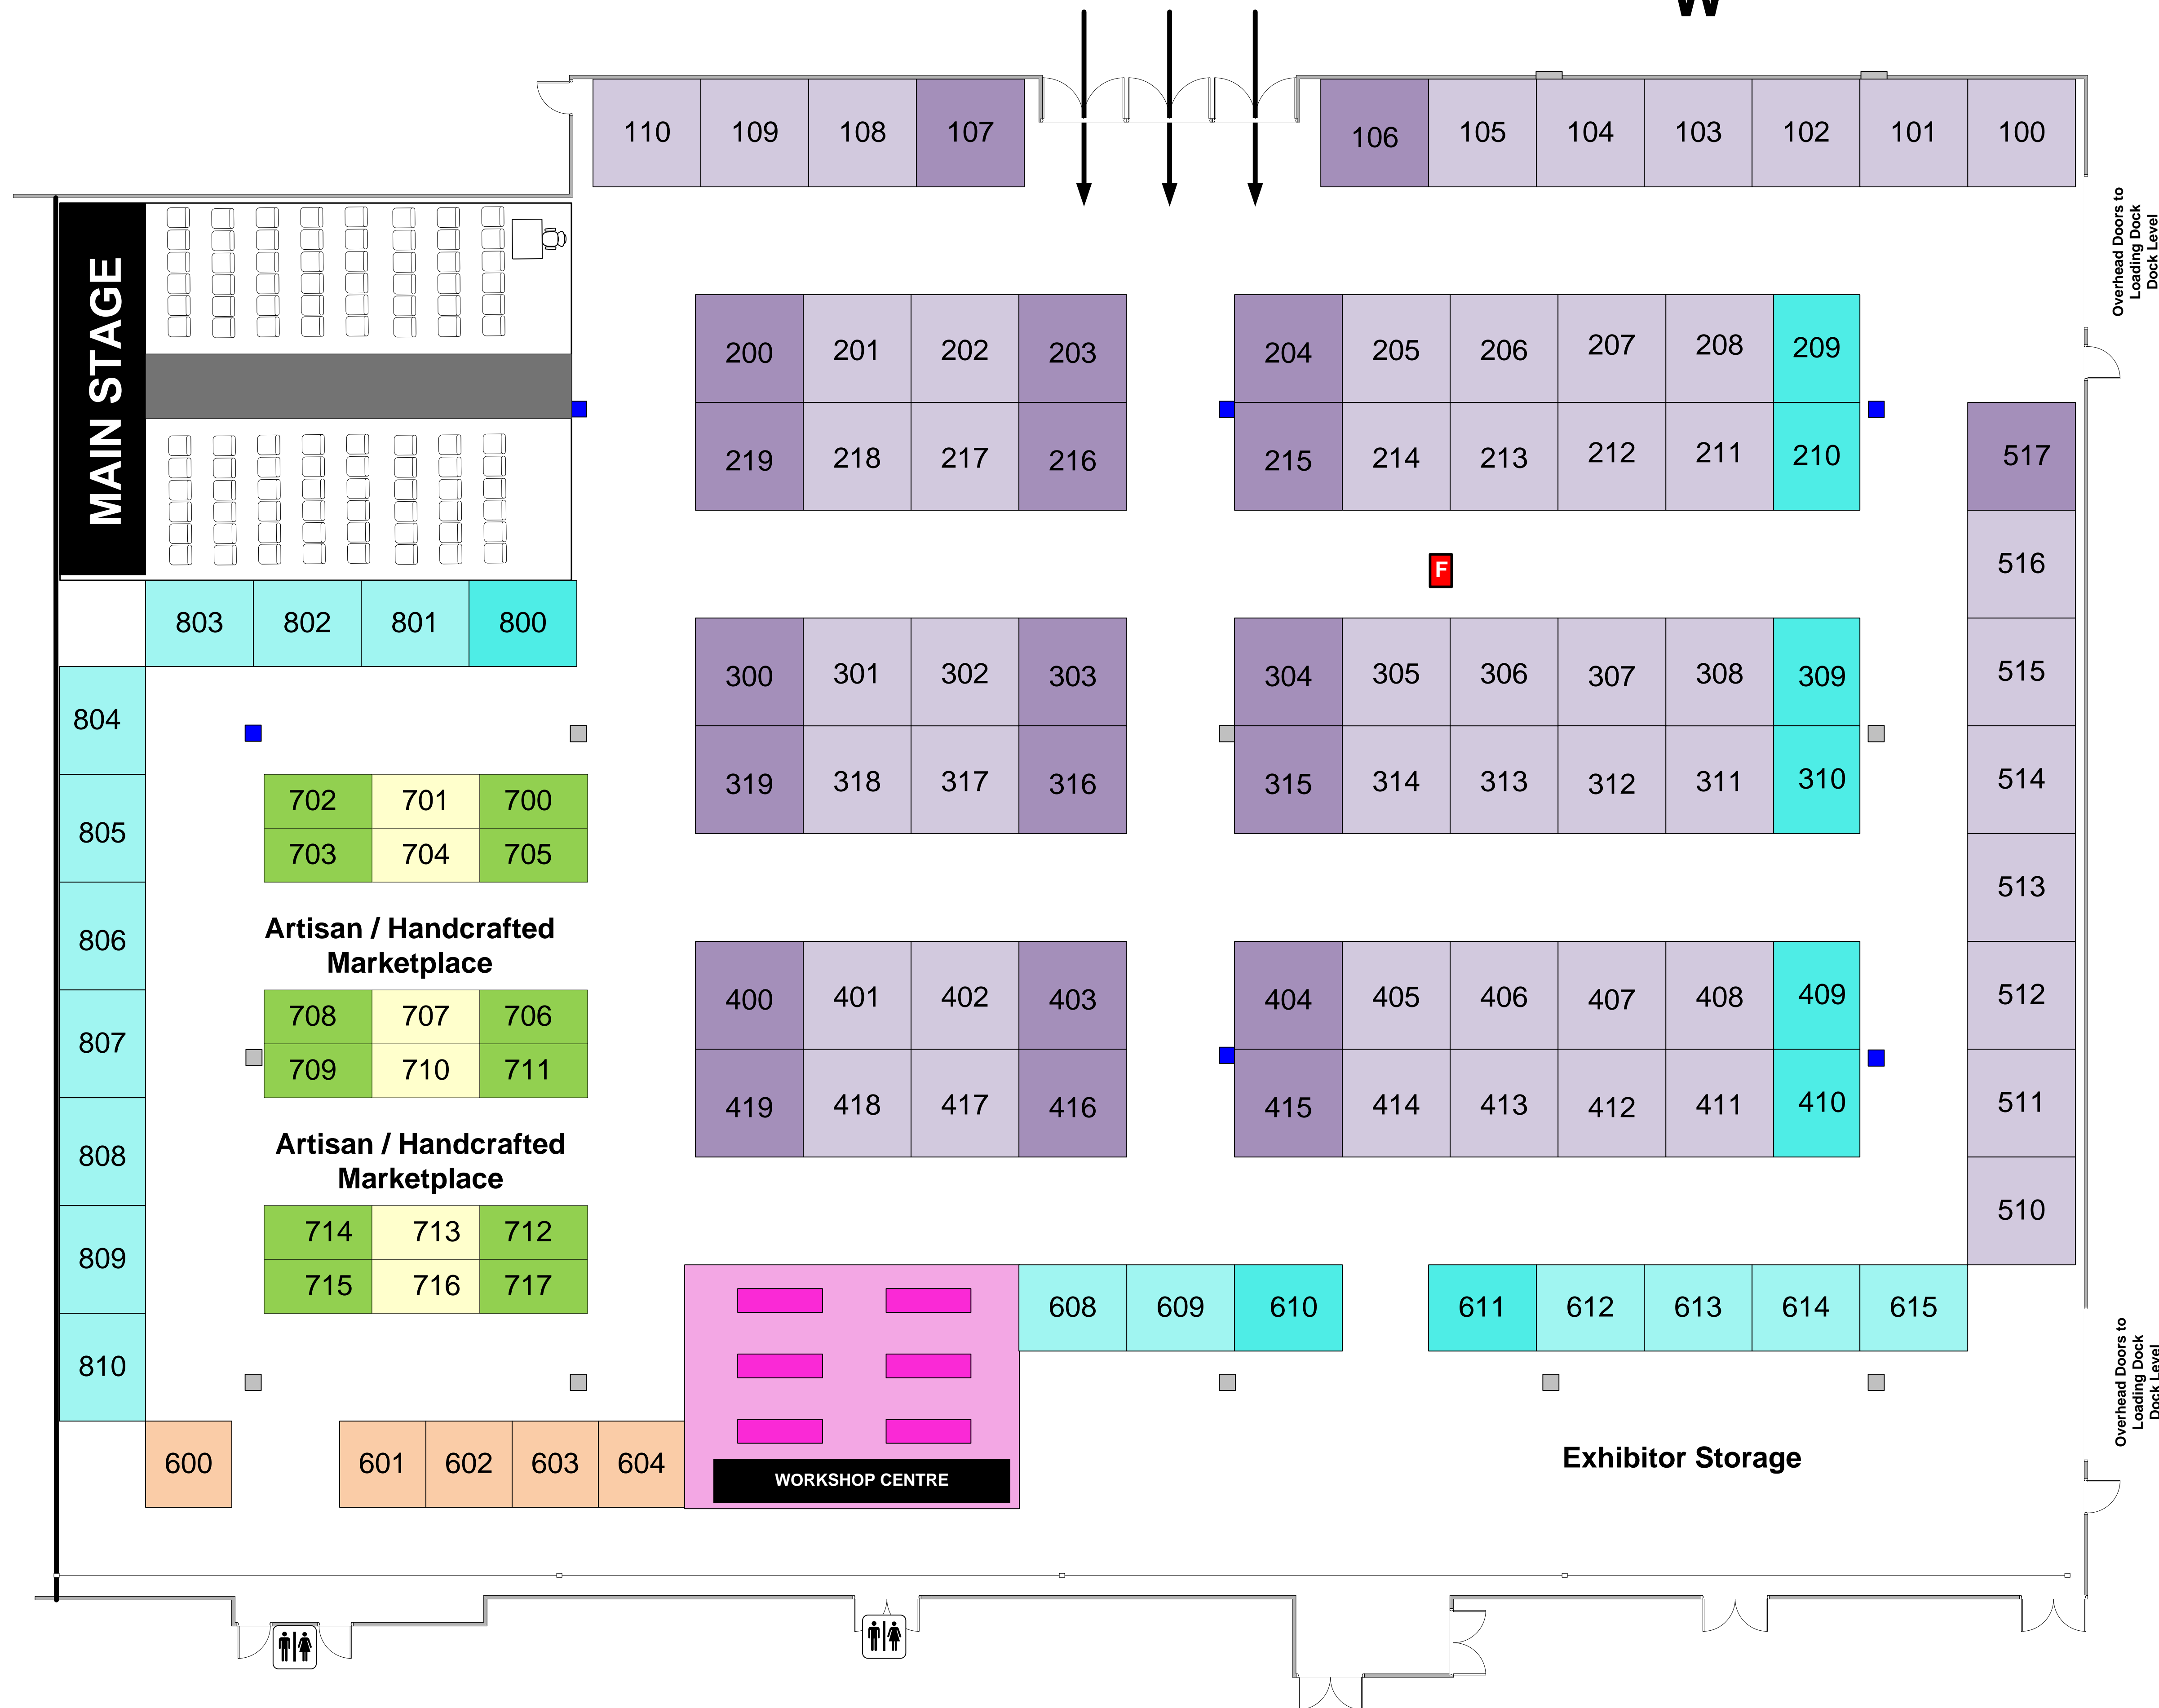 W
110 109 108 107 106 105 104 103 102 101 100
Overhead Doors to
Loading Dock
Dock Level
MAIN STAGE
200 201 202 203 204 205 206 207 208 209
219 218 217 216 215 214 213 212 211 210
517
F
516
803 802 801 800
300 301 302 303 304 305 306 307 308 309
515
804
319 318 317 316 315 314 313 312 311 310
514
702 701 700
805
703 704 705
513
Artisan / Handcrafted
Marketplace
806
400 401 402 403 404 405 406 407 408 409
512
708 707 706
807
709 710 711
419 418 417 416 415 414 413 412 411 410
511
Artisan / Handcrafted
Marketplace
808
510
714 713 712
809
715 716 717
608 609 610 611 612 613 614 615
810
Overhead Doors to
Loading Dock
Dock Level
600 601 602 603 604
WORKSHOP CENTRE
Exhibitor Storage